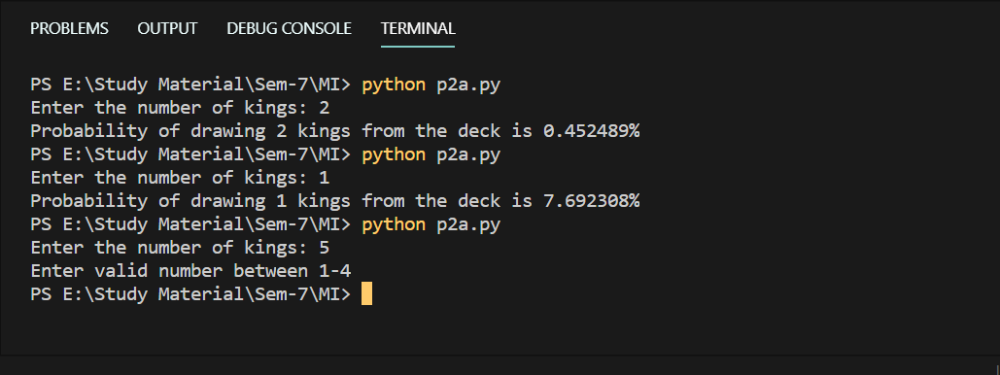 PROBLEMS OUTPUT DEBUG CONSOLE TERMINAL
PS E:\Study Material\Sem-7\MI> python p2a.py
Enter the number of kings: 2
Probability of drawing 2 kings from the deck is 0.452489%
PS E:\Study Material\Sem-7\MI> python p2a.py
Enter the number of kings: 1
Probability of drawing 1 kings from the deck is 7.692308%
PS E:\Study Material\Sem-7\MI> python p2a.py
Enter the number of kings: 5
Enter valid number between 1-4
PS E:\Study Material\Sem-7\MI>